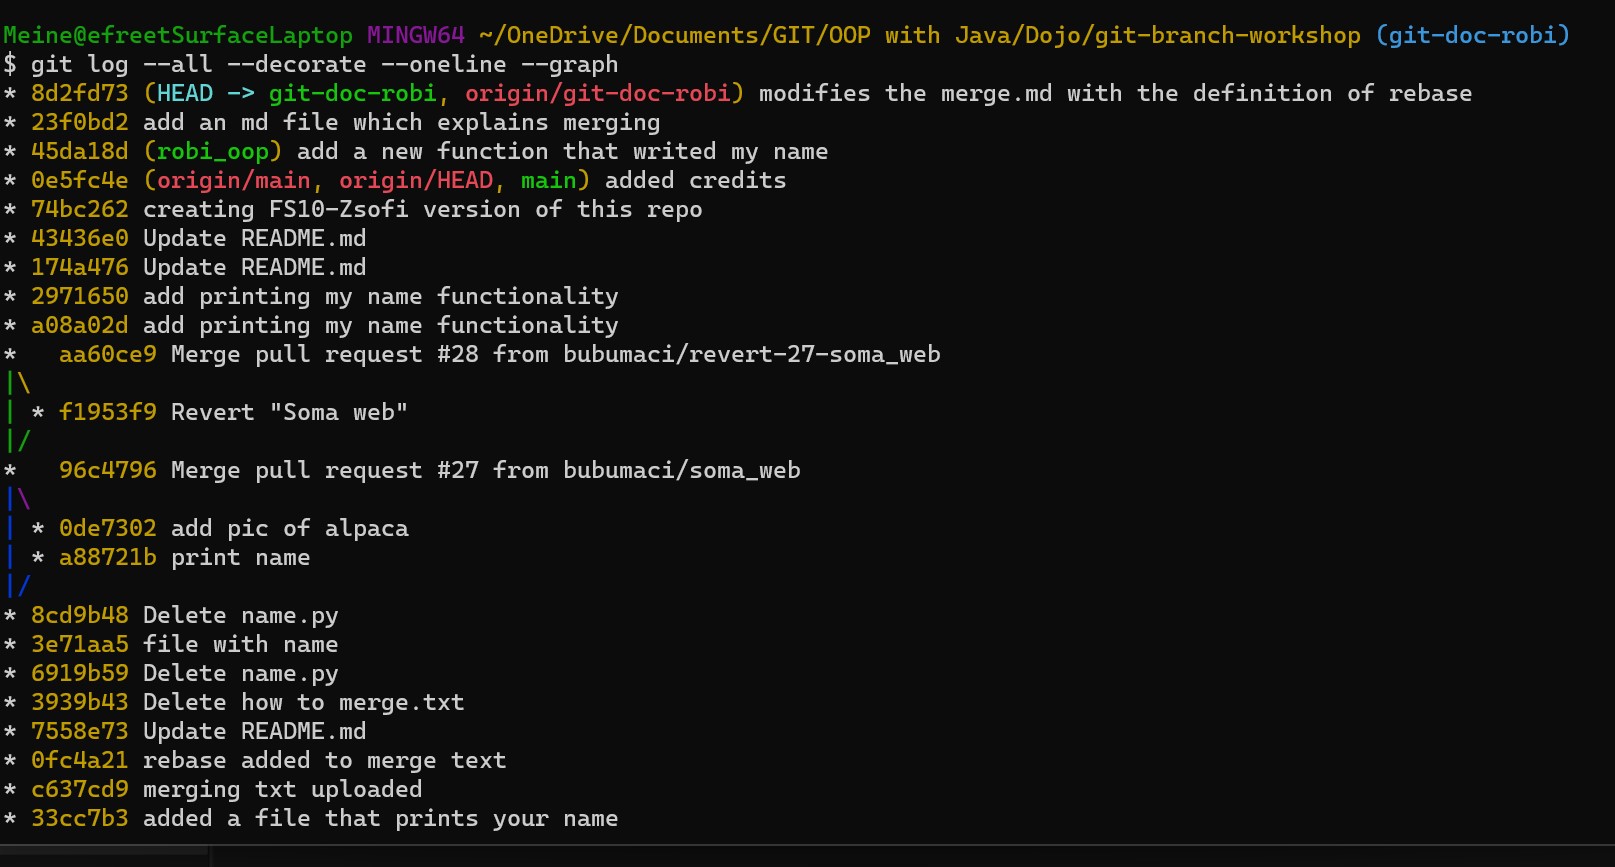 Meine@efreetSurfaceLaptop MINGW64 ~/OneDrive/Documents/GIT/OOP with Java/Dojo/git-branch-workshop (git-doc-robi)
$ git log --all --decorate --oneline --graph
* 8d2fd73 (HEAD -> git-doc-robi, origin/git-doc-robi) modifies the merge.md with the definition of rebase
* 23f0bd2 add an md file which explains merging
* 45da18d (robi_oop) add a new function that writed my name
* 0e5fc4e (origin/main, origin/HEAD, main) added credits
* 74bc262 creating FS10-Zsofi version of this repo
* 43436e0 Update README.md
* 174a476 Update README.md
* 2971650 add printing my name functionality
* a08a02d add printing my name functionality
*   aa60ce9 Merge pull request #28 from bubumaci/revert-27-soma_web
|\
| * f1953f9 Revert "Soma web"
|/
*   96c4796 Merge pull request #27 from bubumaci/soma_web
|\
| * 0de7302 add pic of alpaca
| * a88721b print name
|/
* 8cd9b48 Delete name.py
* 3e71aa5 file with name
* 6919b59 Delete name.py
* 3939b43 Delete how to merge.txt
* 7558e73 Update README.md
* 0fc4a21 rebase added to merge text
* c637cd9 merging txt uploaded
* 33cc7b3 added a file that prints your name